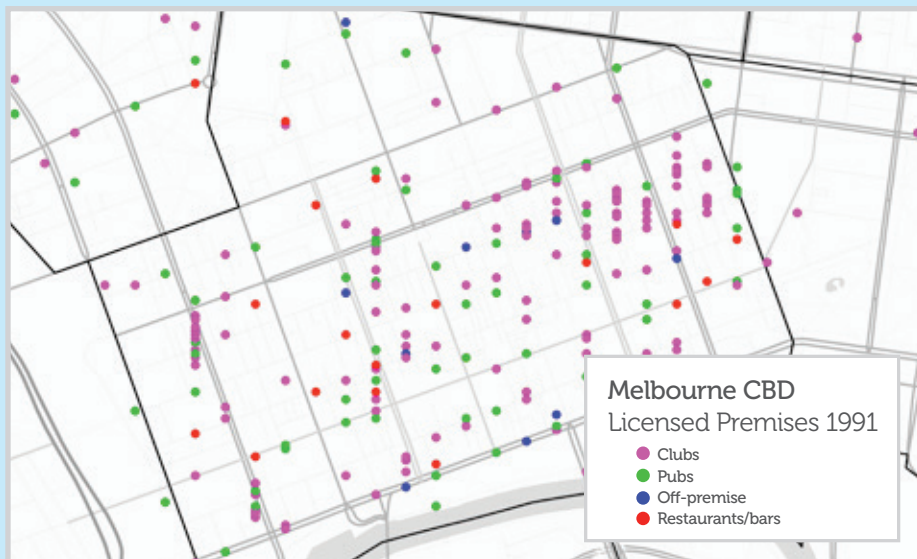 Melbourne CBD
Licensed Premises 1991
Clubs
Pubs
Off-premise
Restaurants/bars